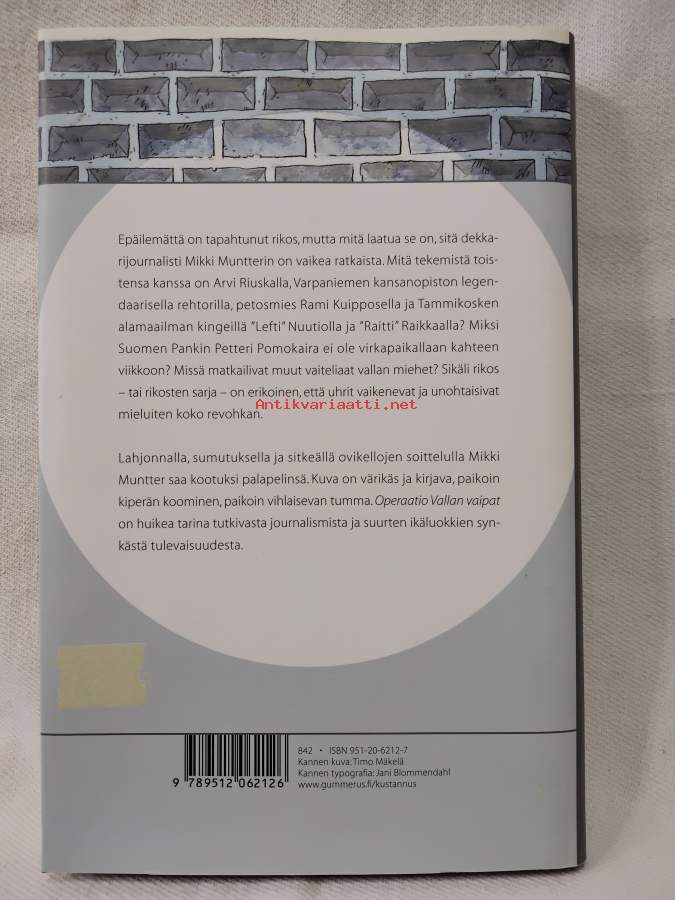 Epäilemättä on tapahtunut rikos, mutta mitä laatua se on, sitä dekka-
rijournalisti Mikki Muntterin on vaikea ratkaista. Mitä tekemistä tois-
tensa kanssa on Arvi Riuskalla, Varpaniemen kansanopiston legen-
daarisella rehtorilla, petosmies Rami Kuipposella ja Tammikosken
alamaailman kingeillä "Lefti" Nuutiolla ja "Raitti" Raikkaalla? Miksi
Suomen Pankin Petteri Pomokaira ei ole virkapaikallaan kahteen
viikkoon? Missä matkailivat muut vaiteliaat vallan miehet? Sikäli rikos
– tai rikosten sarja – on erikoinen, että uhrit vaikenevat ja unohtaisivat
Antikvariaatti.net
mieluiten koko revohkan.
Lahjonnalla, sumutuksella ja sitkeällä ovikellojen soittelulla Mikki
Muntter saa kootuksi palapelinsä. Kuva on värikäs ja kirjava, paikoin
kiperän koominen, paikoin vihlaisevan tumma. Operaatio Vallan vaipat
on huikea tarina tutkivasta journalismista ja suurten ikäluokkien syn-
kästä tulevaisuudesta.
842 • ISBN 951-20-6212-7
Kannen kuva: Timo Mäkelä
Kannen typografia: Jani Blommendahl
www.gummerus.fi/kustannus
9 789512 062126